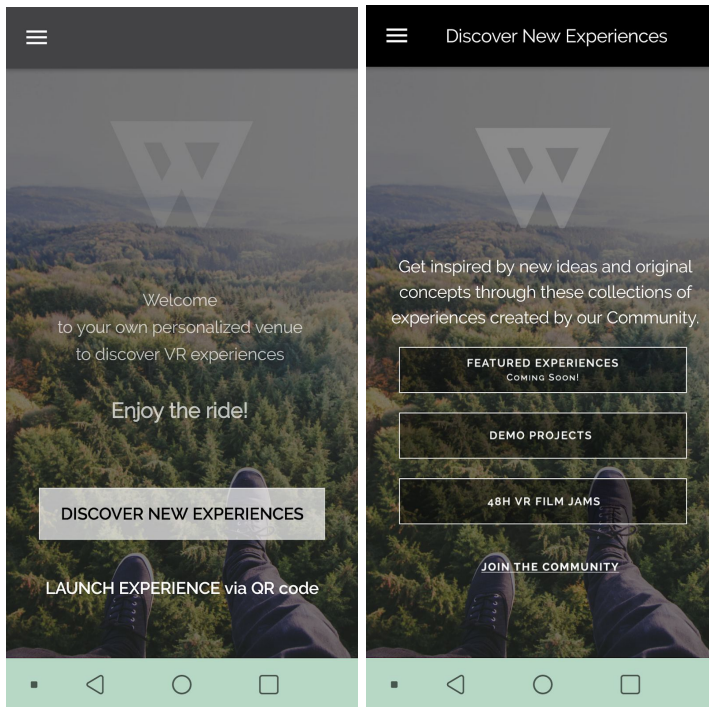 W
Welcome
to your own personalized venue
to discover VR experiences
Enjoy the ride!
DISCOVER NEW EXPERIENCES
LAUNCH EXPERIENCE via QR code
Discover New Experiences
W
Get inspired by new ideas and original
concepts through these collections of
experiences created by our Community.
FEATURED EXPERIENCES
COMING SOON!
DEMO PROJECTS
48H VR FILM JAMS
JOIN THE COMMUNITY